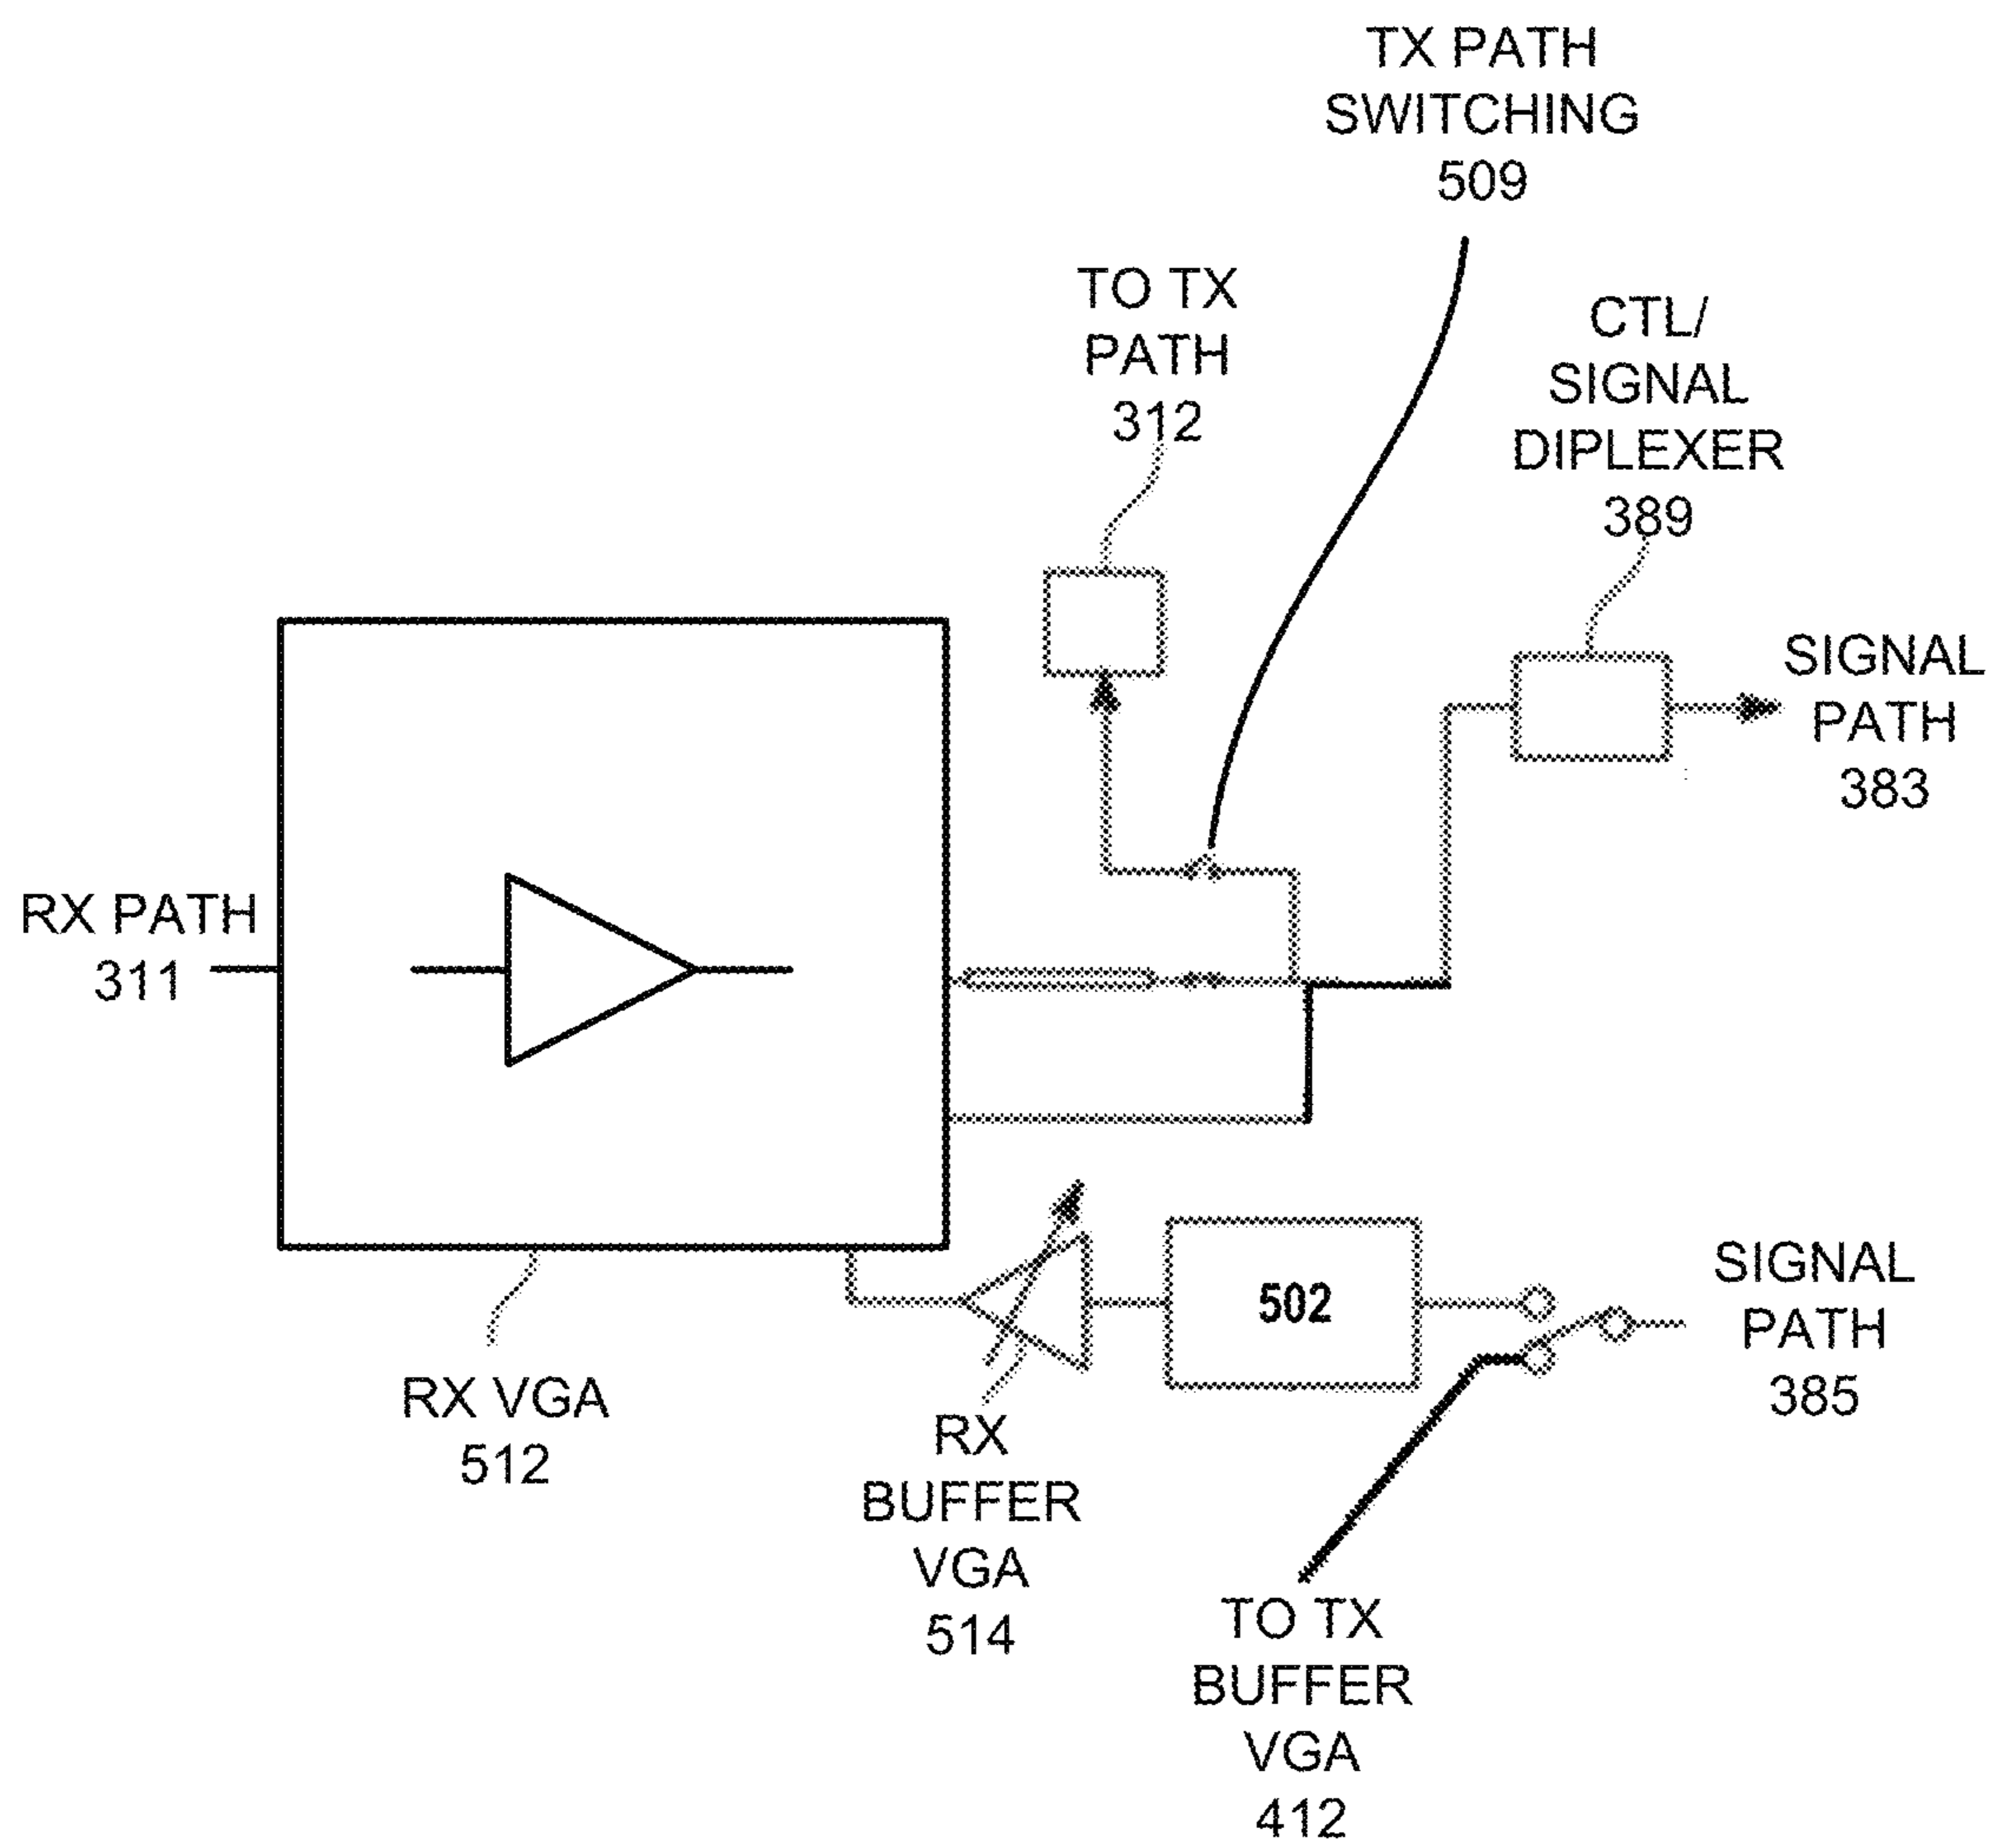 TX PATH
SWITCHING
509
TO TX
PATH
312
CTL/
SIGNAL
DIPLEXER
389
SIGNAL
PATH
383
RX PATH
311
502
SIGNAL
PATH
385
RX VGA
512
RX
BUFFER
VGA
514
TO TX
BUFFER
VGA
412